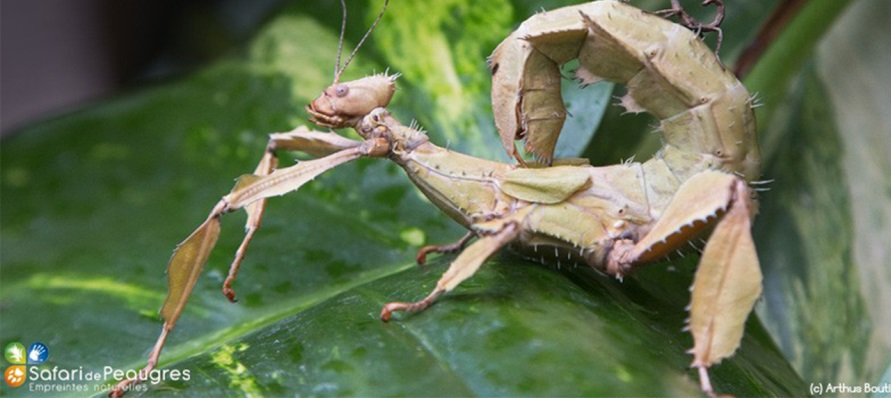 Safari de Peaugres
Empreintes naturelles
(c) Arthus Bouti